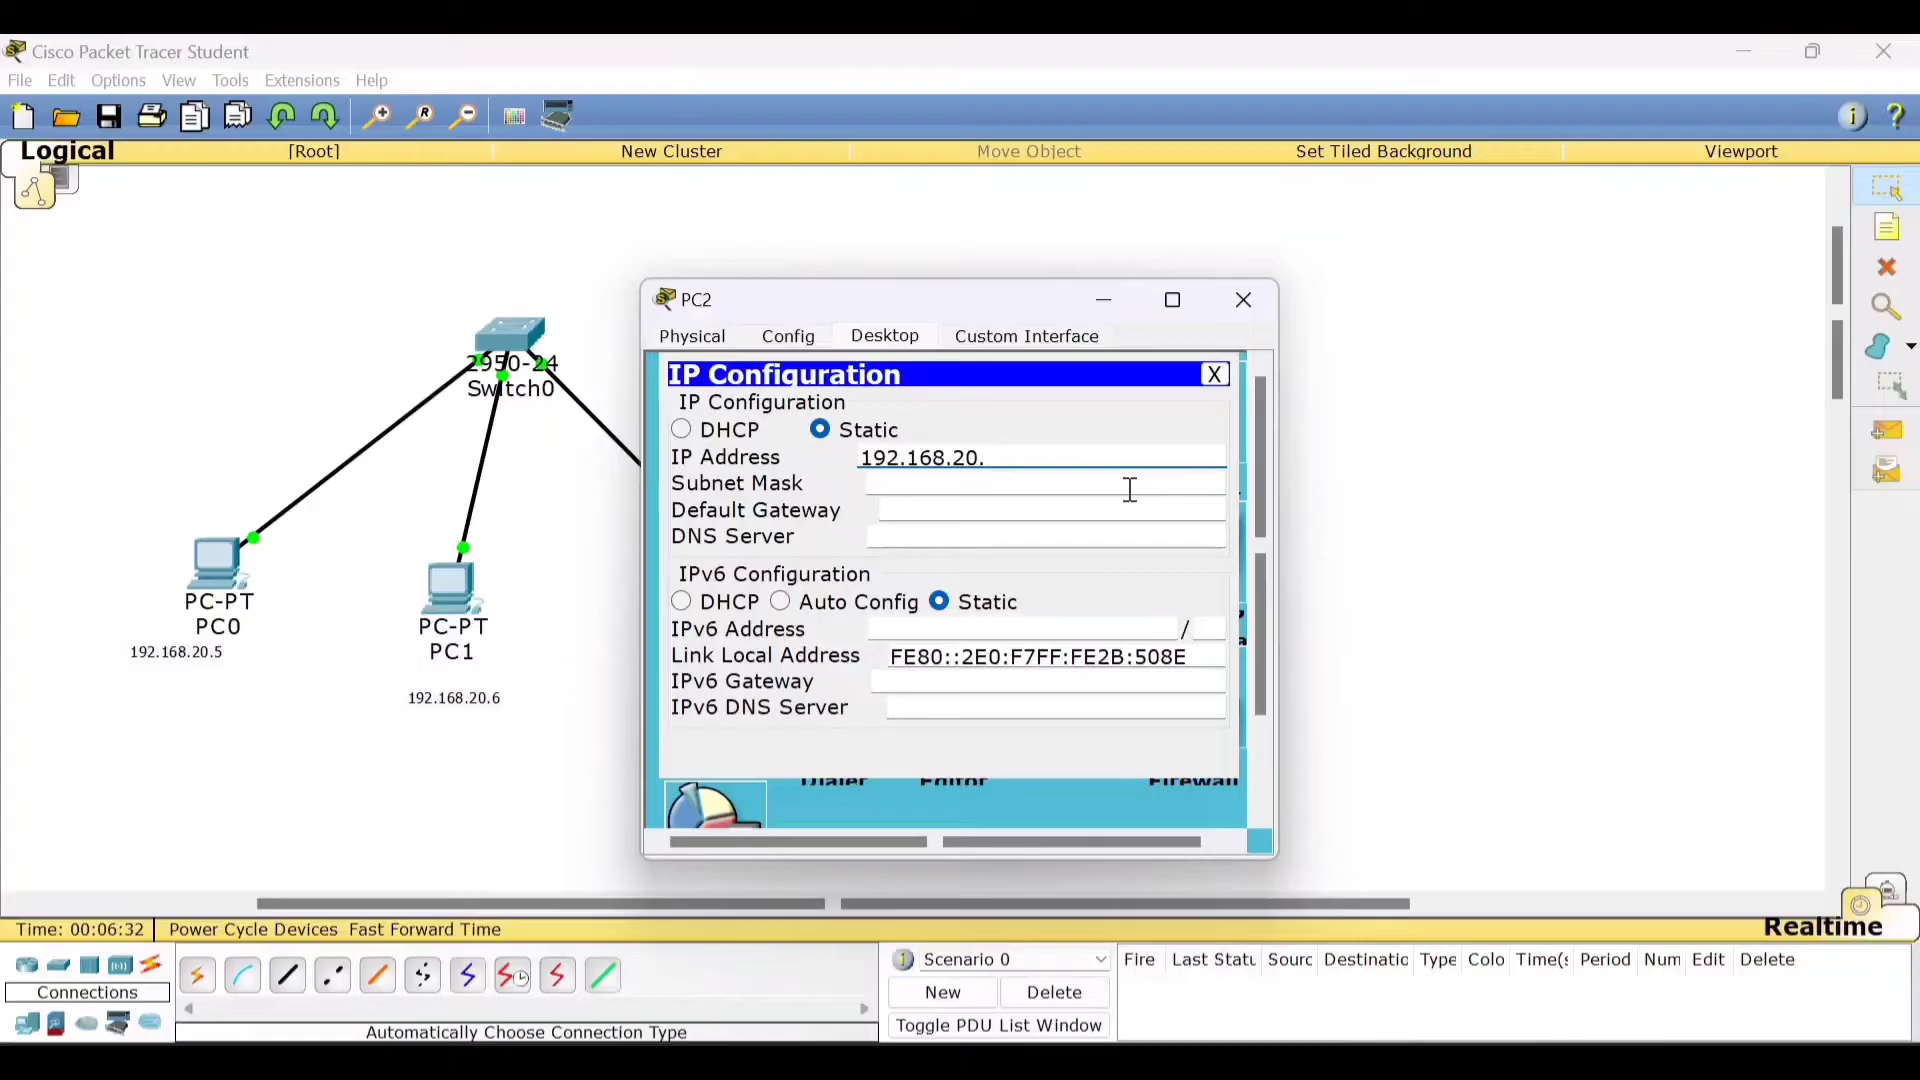 Cisco Packet Tracer Student
File Edit Options View Tools Extensions Help
Logical [Root] New Cluster Move Object Set Tiled Background Viewport
2950-24
Switch0
PC-PT
PC0
192.168.20.5
PC-PT
PC1
192.168.20.6
PC2
Physical Config Desktop Custom Interface
IP Configuration X
IP Configuration
DHCP Static
IP Address 192.168.20.
Subnet Mask
Default Gateway
DNS Server
IPv6 Configuration
DHCP Auto Config Static
IPv6 Address /
Link Local Address FE80::2E0:F7FF:FE2B:508E
IPv6 Gateway
IPv6 DNS Server
Dialer Editor Firewall
Time: 00:06:32 Power Cycle Devices Fast Forward Time Realtime
Connections
Automatically Choose Connection Type
Scenario 0
New Delete
Toggle PDU List Window
Fire Last Statu Sourc Destinatic Type Colo Time(s Period Num Edit Delete